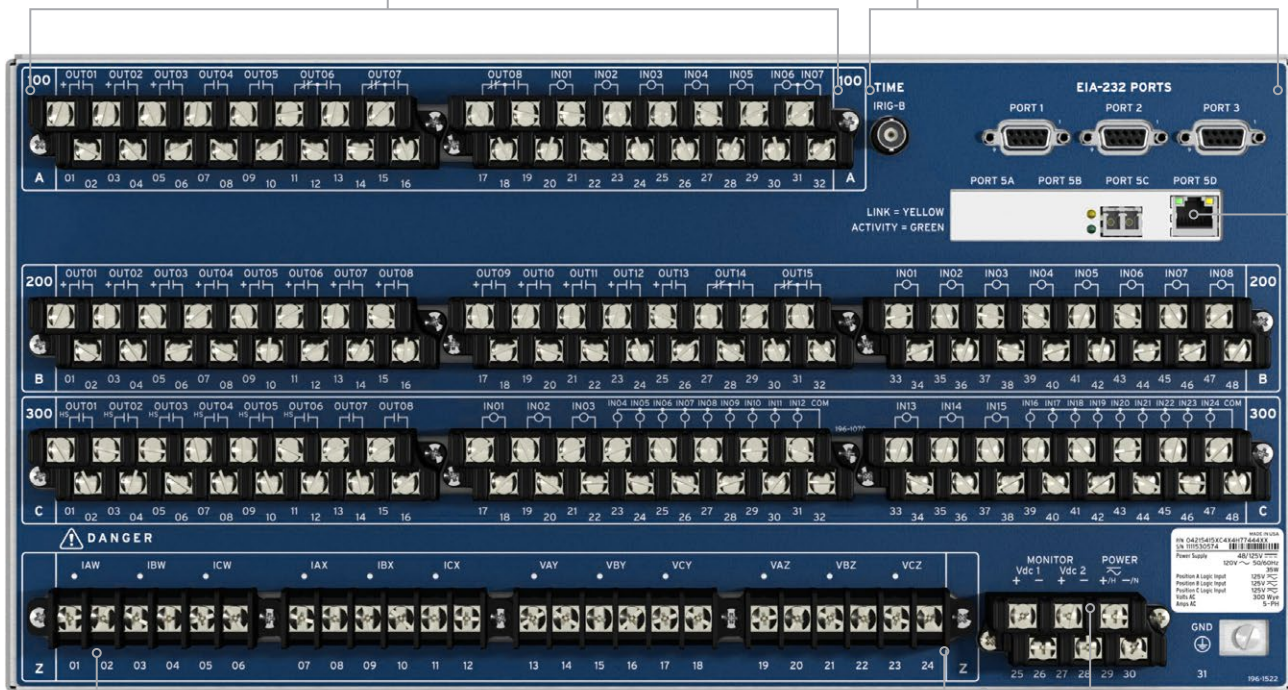 100 OUT01 OUT02 OUT03 OUT04 OUT05 OUT06 OUT07 OUT08 IN01 IN02 IN03 IN04 IN05 IN06 IN07 100
+ + +
A 01 02 03 04 05 06 07 08 09 10 11 12 13 14 15 16 17 18 19 20 21 22 23 24 25 26 27 28 29 30 31 32 A
TIME
IRIG-B
EIA-232 PORTS
PORT 1 PORT 2 PORT 3
PORT 5A PORT 5B PORT 5C PORT 5D
LINK = YELLOW
ACTIVITY = GREEN
200 OUT01 OUT02 OUT03 OUT04 OUT05 OUT06 OUT07 OUT08 OUT09 OUT10 OUT11 OUT12 OUT13 OUT14 OUT15 IN01 IN02 IN03 IN04 IN05 IN06 IN07 IN08 200
+ + + + + + + + + + + + +
B 01 02 03 04 05 06 07 08 09 10 11 12 13 14 15 16 17 18 19 20 21 22 23 24 25 26 27 28 29 30 31 32 33 34 35 36 37 38 39 40 41 42 43 44 45 46 47 48 B
300 OUT01 OUT02 OUT03 OUT04 OUT05 OUT06 OUT07 OUT08 IN01 IN02 IN03 IN04 IN05 IN06 IN07 IN08 IN09 IN10 IN11 IN12 COM IN13 IN14 IN15 IN16 IN17 IN18 IN19 IN20 IN21 IN22 IN23 IN24 COM 300
HS HS HS HS HS HS
C 01 02 03 04 05 06 07 08 09 10 11 12 13 14 15 16 17 18 19 20 21 22 23 24 25 26 27 28 29 30 31 32 33 34 35 36 37 38 39 40 41 42 43 44 45 46 47 48 C
DANGER
IAW IBW ICW IAX IBX ICX VAY VBY VCY VAZ VBZ VCZ
Z 01 02 03 04 05 06 07 08 09 10 11 12 13 14 15 16 17 18 19 20 21 22 23 24 Z
MONITOR POWER
Vdc 1 Vdc 2
+ − + − +/H −/N
25 26 27 28 29 30
MADE IN USA
P/N 04215415XC4X4H77444XX
S/N 1111530574
Power Supply 48/125V
120V 50/60Hz
35W
Position A Logic Input 125V
Position B Logic Input 125V
Position C Logic Input 125V
Volts AC 300 Wye
Amps AC 5-PH
GND
31
196-1522